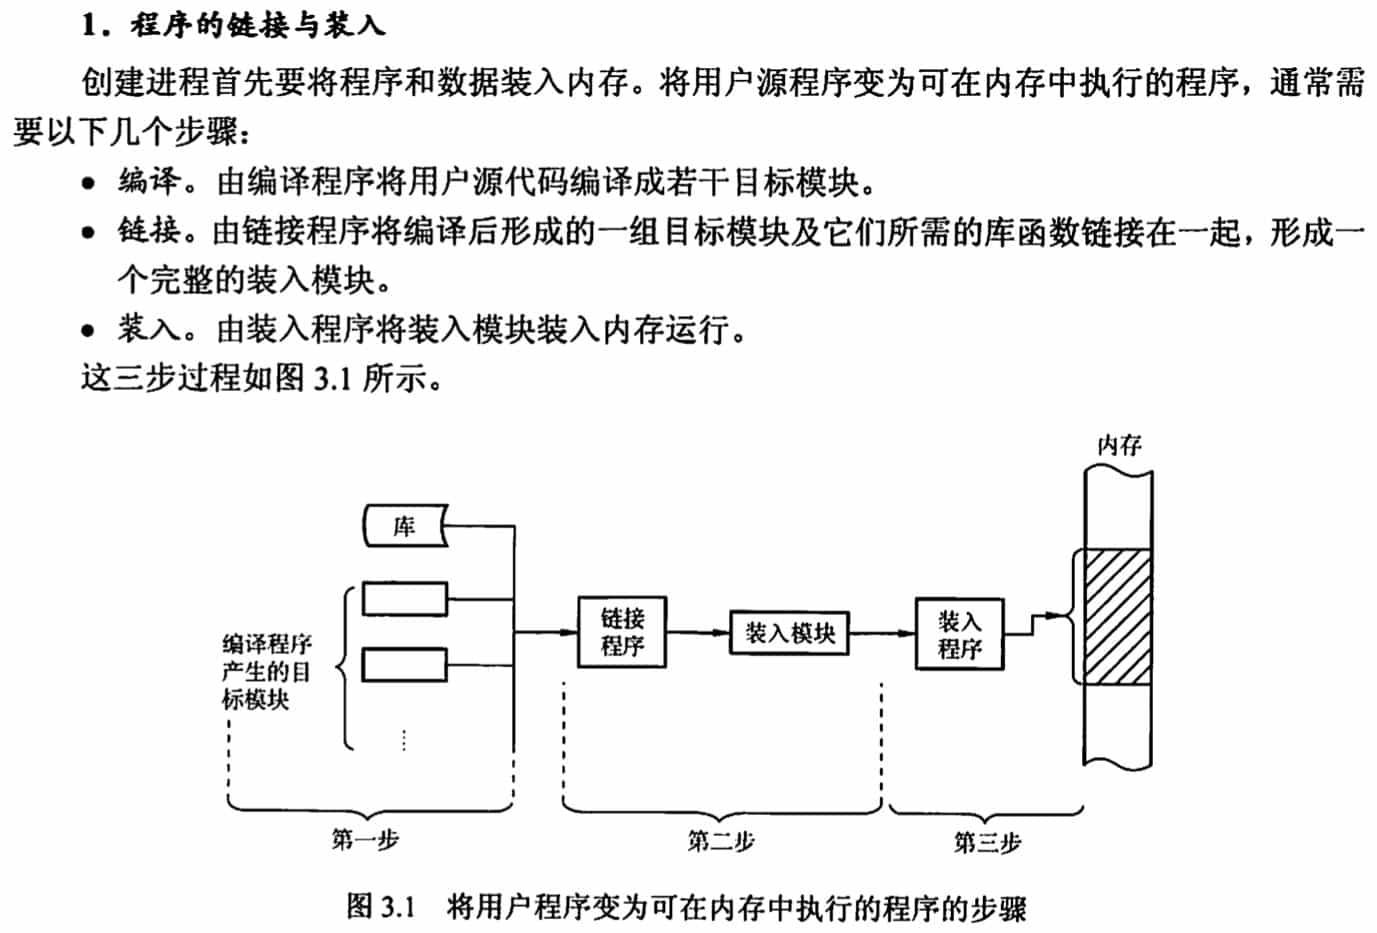 1. 程序的链接与装入
创建进程首先要将程序和数据装入内存。将用户源程序变为可在内存中执行的程序，通常需
要以下几个步骤：
● 编译。由编译程序将用户源代码编译成若干目标模块。
● 链接。由链接程序将编译后形成的一组目标模块及它们所需的库函数链接在一起，形成一
个完整的装入模块。
● 装入。由装入程序将装入模块装入内存运行。
这三步过程如图 3.1 所示。
内存
库
编译程序
产生的目
标模块
⋮
链接
程序
装入模块
装入
程序
第一步
第二步
第三步
图 3.1 将用户程序变为可在内存中执行的程序的步骤